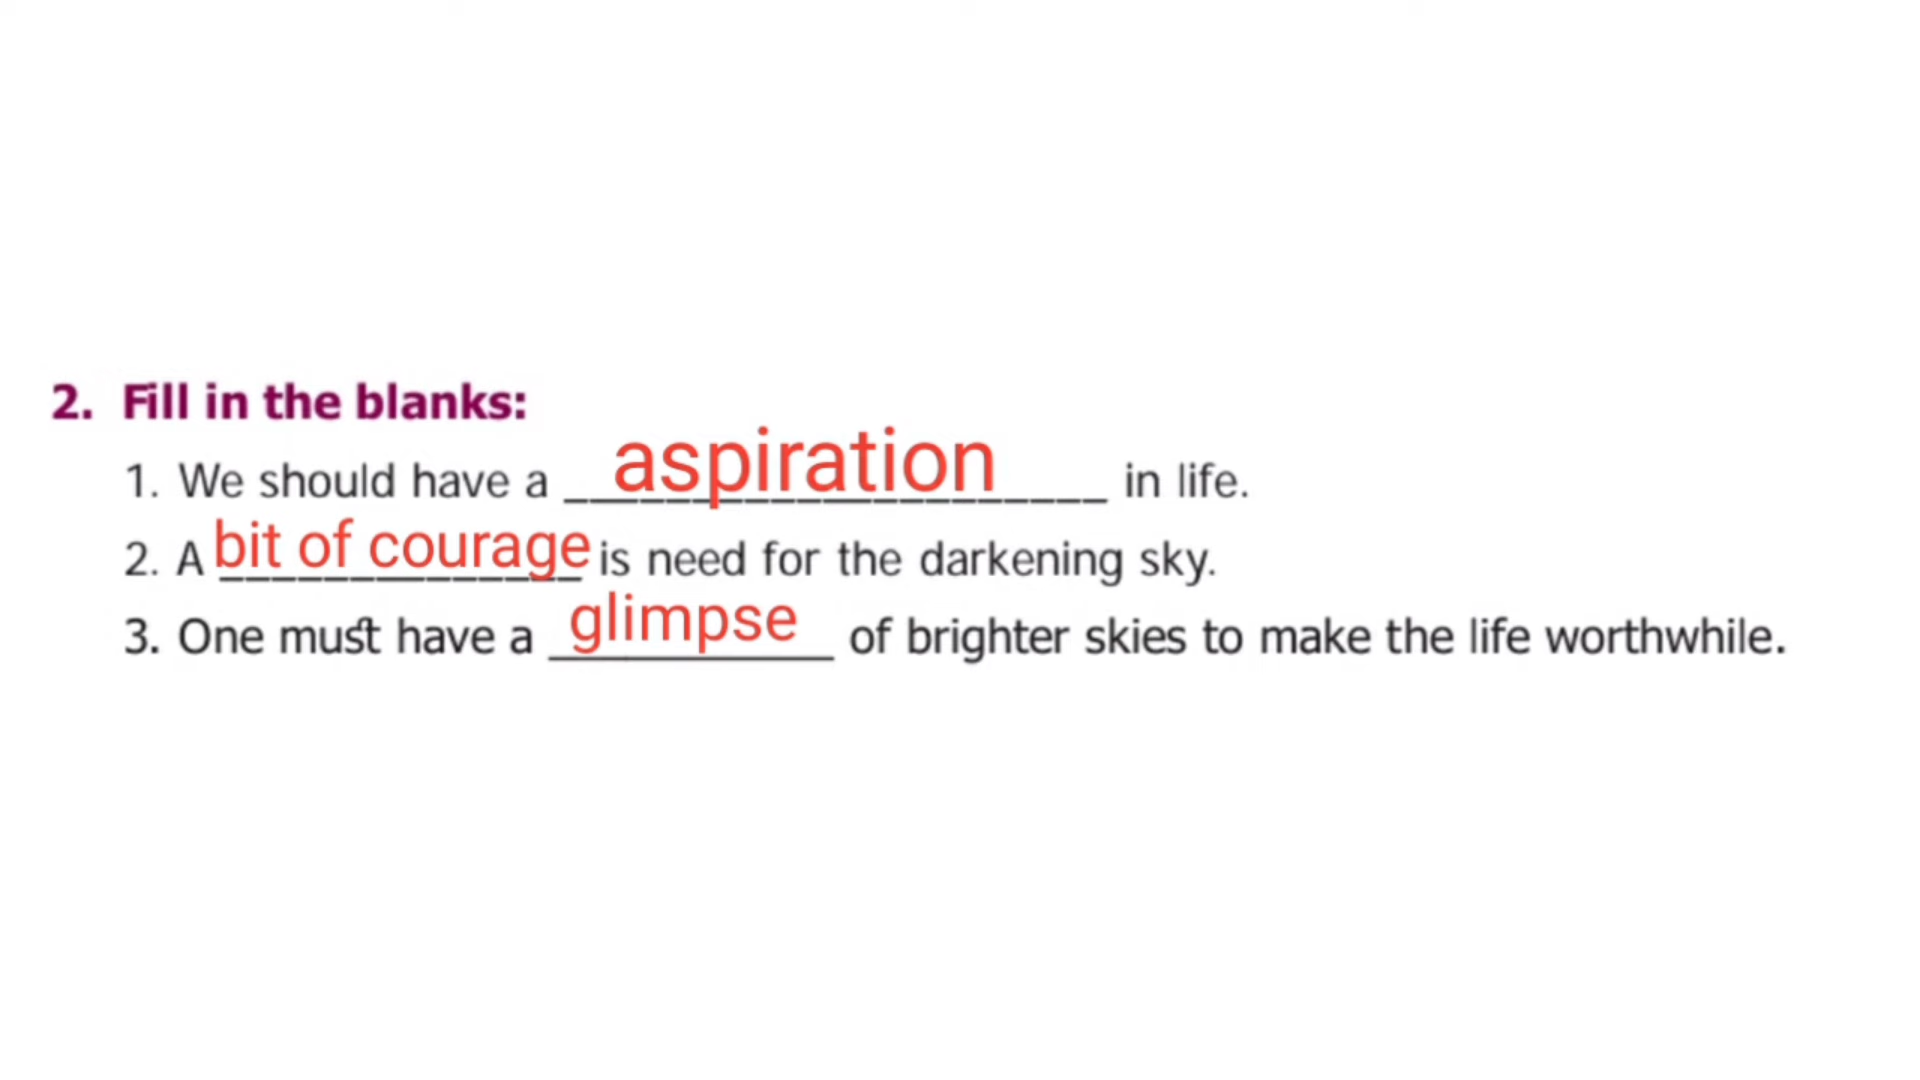 2. Fill in the blanks:
1. We should have a aspiration in life.
2. A bit of courage is need for the darkening sky.
3. One must have a glimpse of brighter skies to make the life worthwhile.